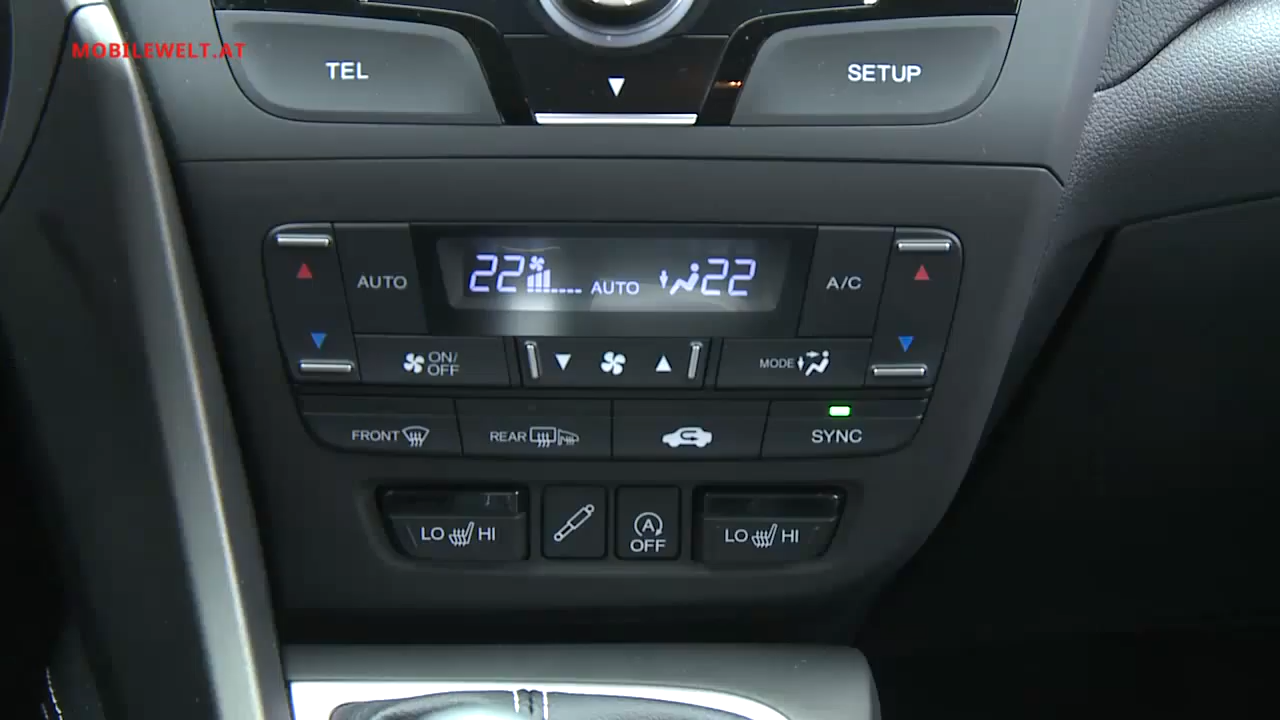 MOBILEWELT.AT
TEL
SETUP
AUTO
22 AUTO 22
A/C
ON/
OFF
MODE
FRONT
REAR
SYNC
LO HI
A
OFF
LO HI